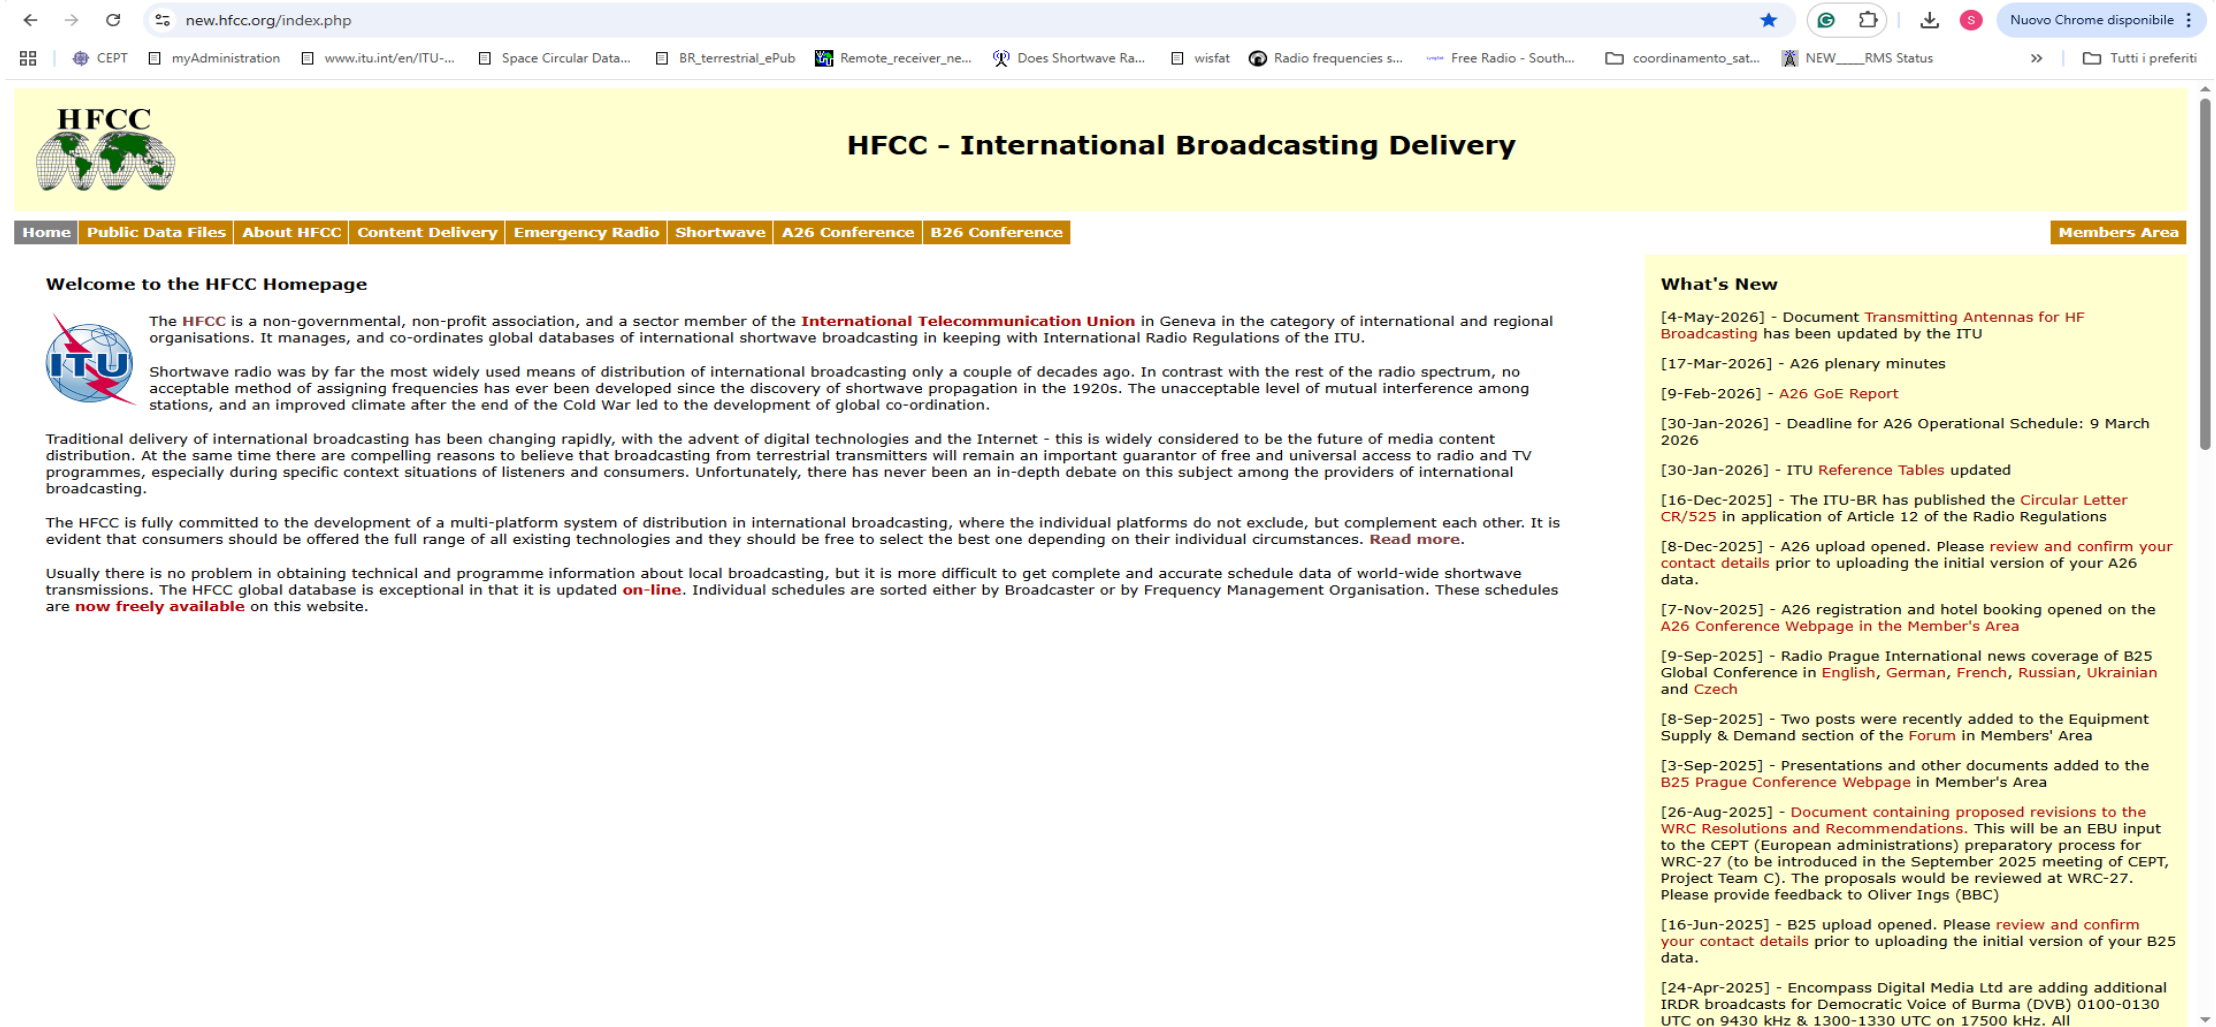 new.hfcc.org/index.php
S
Nuovo Chrome disponibile
CEPT
myAdministration
www.itu.int/en/ITU-...
Space Circular Data...
BR_terrestrial_ePub
Remote_receiver_ne...
Does Shortwave Ra...
wisfat
Radio frequencies s...
Free Radio - South...
coordinamento_sat...
NEW____RMS Status
»
Tutti i preferiti
HFCC
HFCC - International Broadcasting Delivery
Home
Public Data Files
About HFCC
Content Delivery
Emergency Radio
Shortwave
A26 Conference
B26 Conference
Members Area
Welcome to the HFCC Homepage
ITU
The HFCC is a non-governmental, non-profit association, and a sector member of the International Telecommunication Union in Geneva in the category of international and regional
organisations. It manages, and co-ordinates global databases of international shortwave broadcasting in keeping with International Radio Regulations of the ITU.
Shortwave radio was by far the most widely used means of distribution of international broadcasting only a couple of decades ago. In contrast with the rest of the radio spectrum, no
acceptable method of assigning frequencies has ever been developed since the discovery of shortwave propagation in the 1920s. The unacceptable level of mutual interference among
stations, and an improved climate after the end of the Cold War led to the development of global co-ordination.
Traditional delivery of international broadcasting has been changing rapidly, with the advent of digital technologies and the Internet - this is widely considered to be the future of media content
distribution. At the same time there are compelling reasons to believe that broadcasting from terrestrial transmitters will remain an important guarantor of free and universal access to radio and TV
programmes, especially during specific context situations of listeners and consumers. Unfortunately, there has never been an in-depth debate on this subject among the providers of international
broadcasting.
The HFCC is fully committed to the development of a multi-platform system of distribution in international broadcasting, where the individual platforms do not exclude, but complement each other. It is
evident that consumers should be offered the full range of all existing technologies and they should be free to select the best one depending on their individual circumstances. Read more.
Usually there is no problem in obtaining technical and programme information about local broadcasting, but it is more difficult to get complete and accurate schedule data of world-wide shortwave
transmissions. The HFCC global database is exceptional in that it is updated on-line. Individual schedules are sorted either by Broadcaster or by Frequency Management Organisation. These schedules
are now freely available on this website.
What's New
[4-May-2026] - Document Transmitting Antennas for HF
Broadcasting has been updated by the ITU
[17-Mar-2026] - A26 plenary minutes
[9-Feb-2026] - A26 GoE Report
[30-Jan-2026] - Deadline for A26 Operational Schedule: 9 March
2026
[30-Jan-2026] - ITU Reference Tables updated
[16-Dec-2025] - The ITU-BR has published the Circular Letter
CR/525 in application of Article 12 of the Radio Regulations
[8-Dec-2025] - A26 upload opened. Please review and confirm your
contact details prior to uploading the initial version of your A26
data.
[7-Nov-2025] - A26 registration and hotel booking opened on the
A26 Conference Webpage in the Member's Area
[9-Sep-2025] - Radio Prague International news coverage of B25
Global Conference in English, German, French, Russian, Ukrainian
and Czech
[8-Sep-2025] - Two posts were recently added to the Equipment
Supply & Demand section of the Forum in Members' Area
[3-Sep-2025] - Presentations and other documents added to the
B25 Prague Conference Webpage in Member's Area
[26-Aug-2025] - Document containing proposed revisions to the
WRC Resolutions and Recommendations. This will be an EBU input
to the CEPT (European administrations) preparatory process for
WRC-27 (to be introduced in the September 2025 meeting of CEPT,
Project Team C). The proposals would be reviewed at WRC-27.
Please provide feedback to Oliver Ings (BBC)
[16-Jun-2025] - B25 upload opened. Please review and confirm
your contact details prior to uploading the initial version of your B25
data.
[24-Apr-2025] - Encompass Digital Media Ltd are adding additional
IRDR broadcasts for Democratic Voice of Burma (DVB) 0100-0130
UTC on 9430 kHz & 1300-1330 UTC on 17500 kHz. All